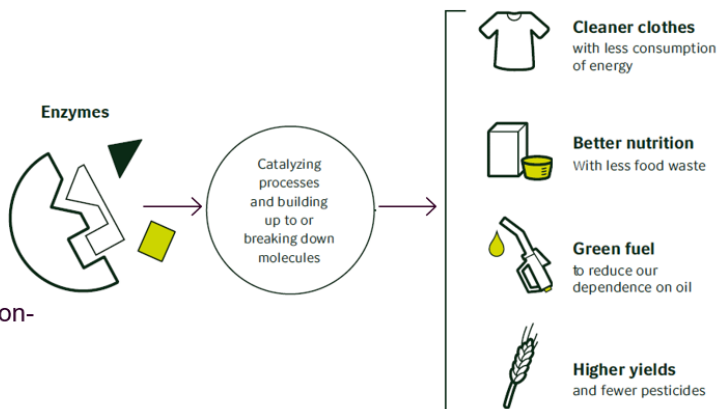 Enzymes
Catalyzing
processes
and building
up to or
breaking down
molecules
Cleaner clothes
with less consumption
of energy
Better nutrition
With less food waste
Green fuel
to reduce our
dependence on oil
Higher yields
and fewer pesticides
on-